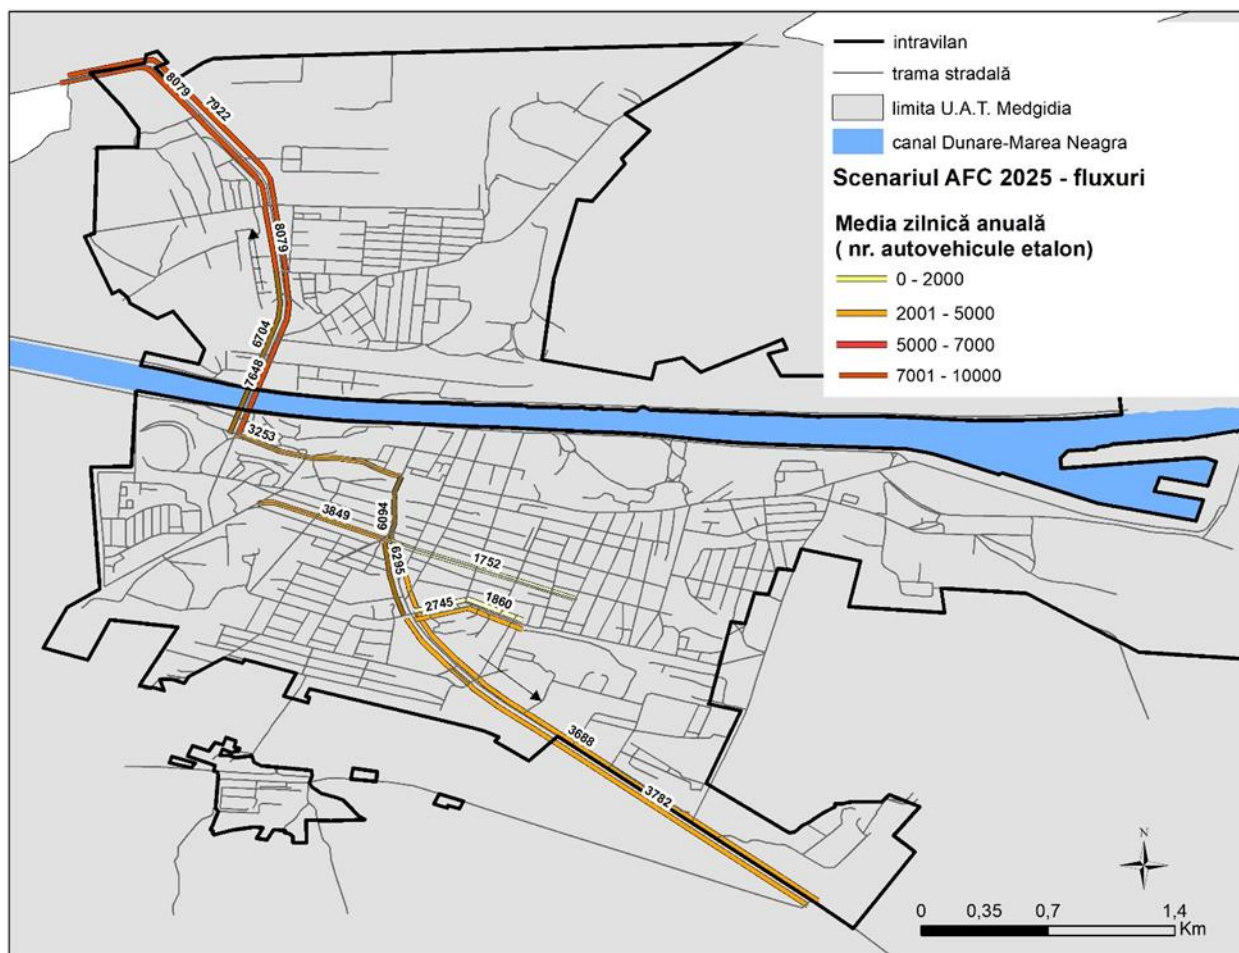 intravilan
trama stradală
limita U.A.T. Medgidia
canal Dunare-Marea Neagra
Scenariul AFC 2025 - fluxuri
Media zilnică anuală
( nr. autovehicule etalon)
0 - 2000
2001 - 5000
5000 - 7000
7001 - 10000
8079
7922
8079
6704
7648
3253
3849
6094
6295
1752
2745
1860
3688
3782
N
0 0,35 0,7 1,4
Km